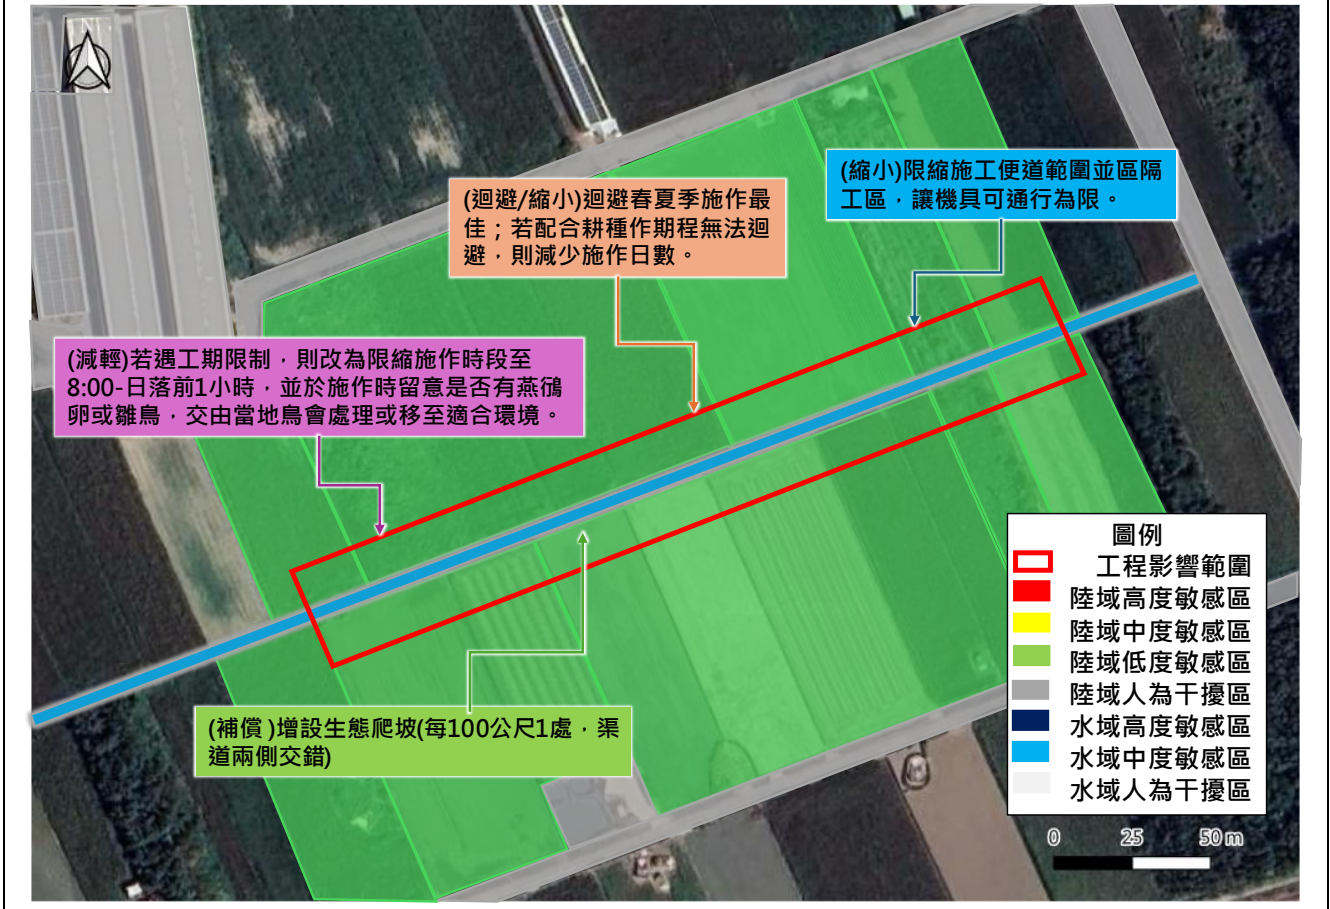 (縮小)限縮施工便道範圍並區隔
工區，讓機具可通行為限。
(迴避/縮小)迴避春夏季施作最
佳；若配合耕種作期程無法迴
避，則減少施作日數。
(減輕)若遇工期限制，則改為限縮施作時段至
8:00-日落前1小時，並於施作時留意是否有燕鴴
卵或雛鳥，交由當地鳥會處理或移至適合環境。
(補償)增設生態爬坡(每100公尺1處，渠
道兩側交錯)
圖例
工程影響範圍
陸域高度敏感區
陸域中度敏感區
陸域低度敏感區
陸域人為干擾區
水域高度敏感區
水域中度敏感區
水域人為干擾區
0 25 50 m